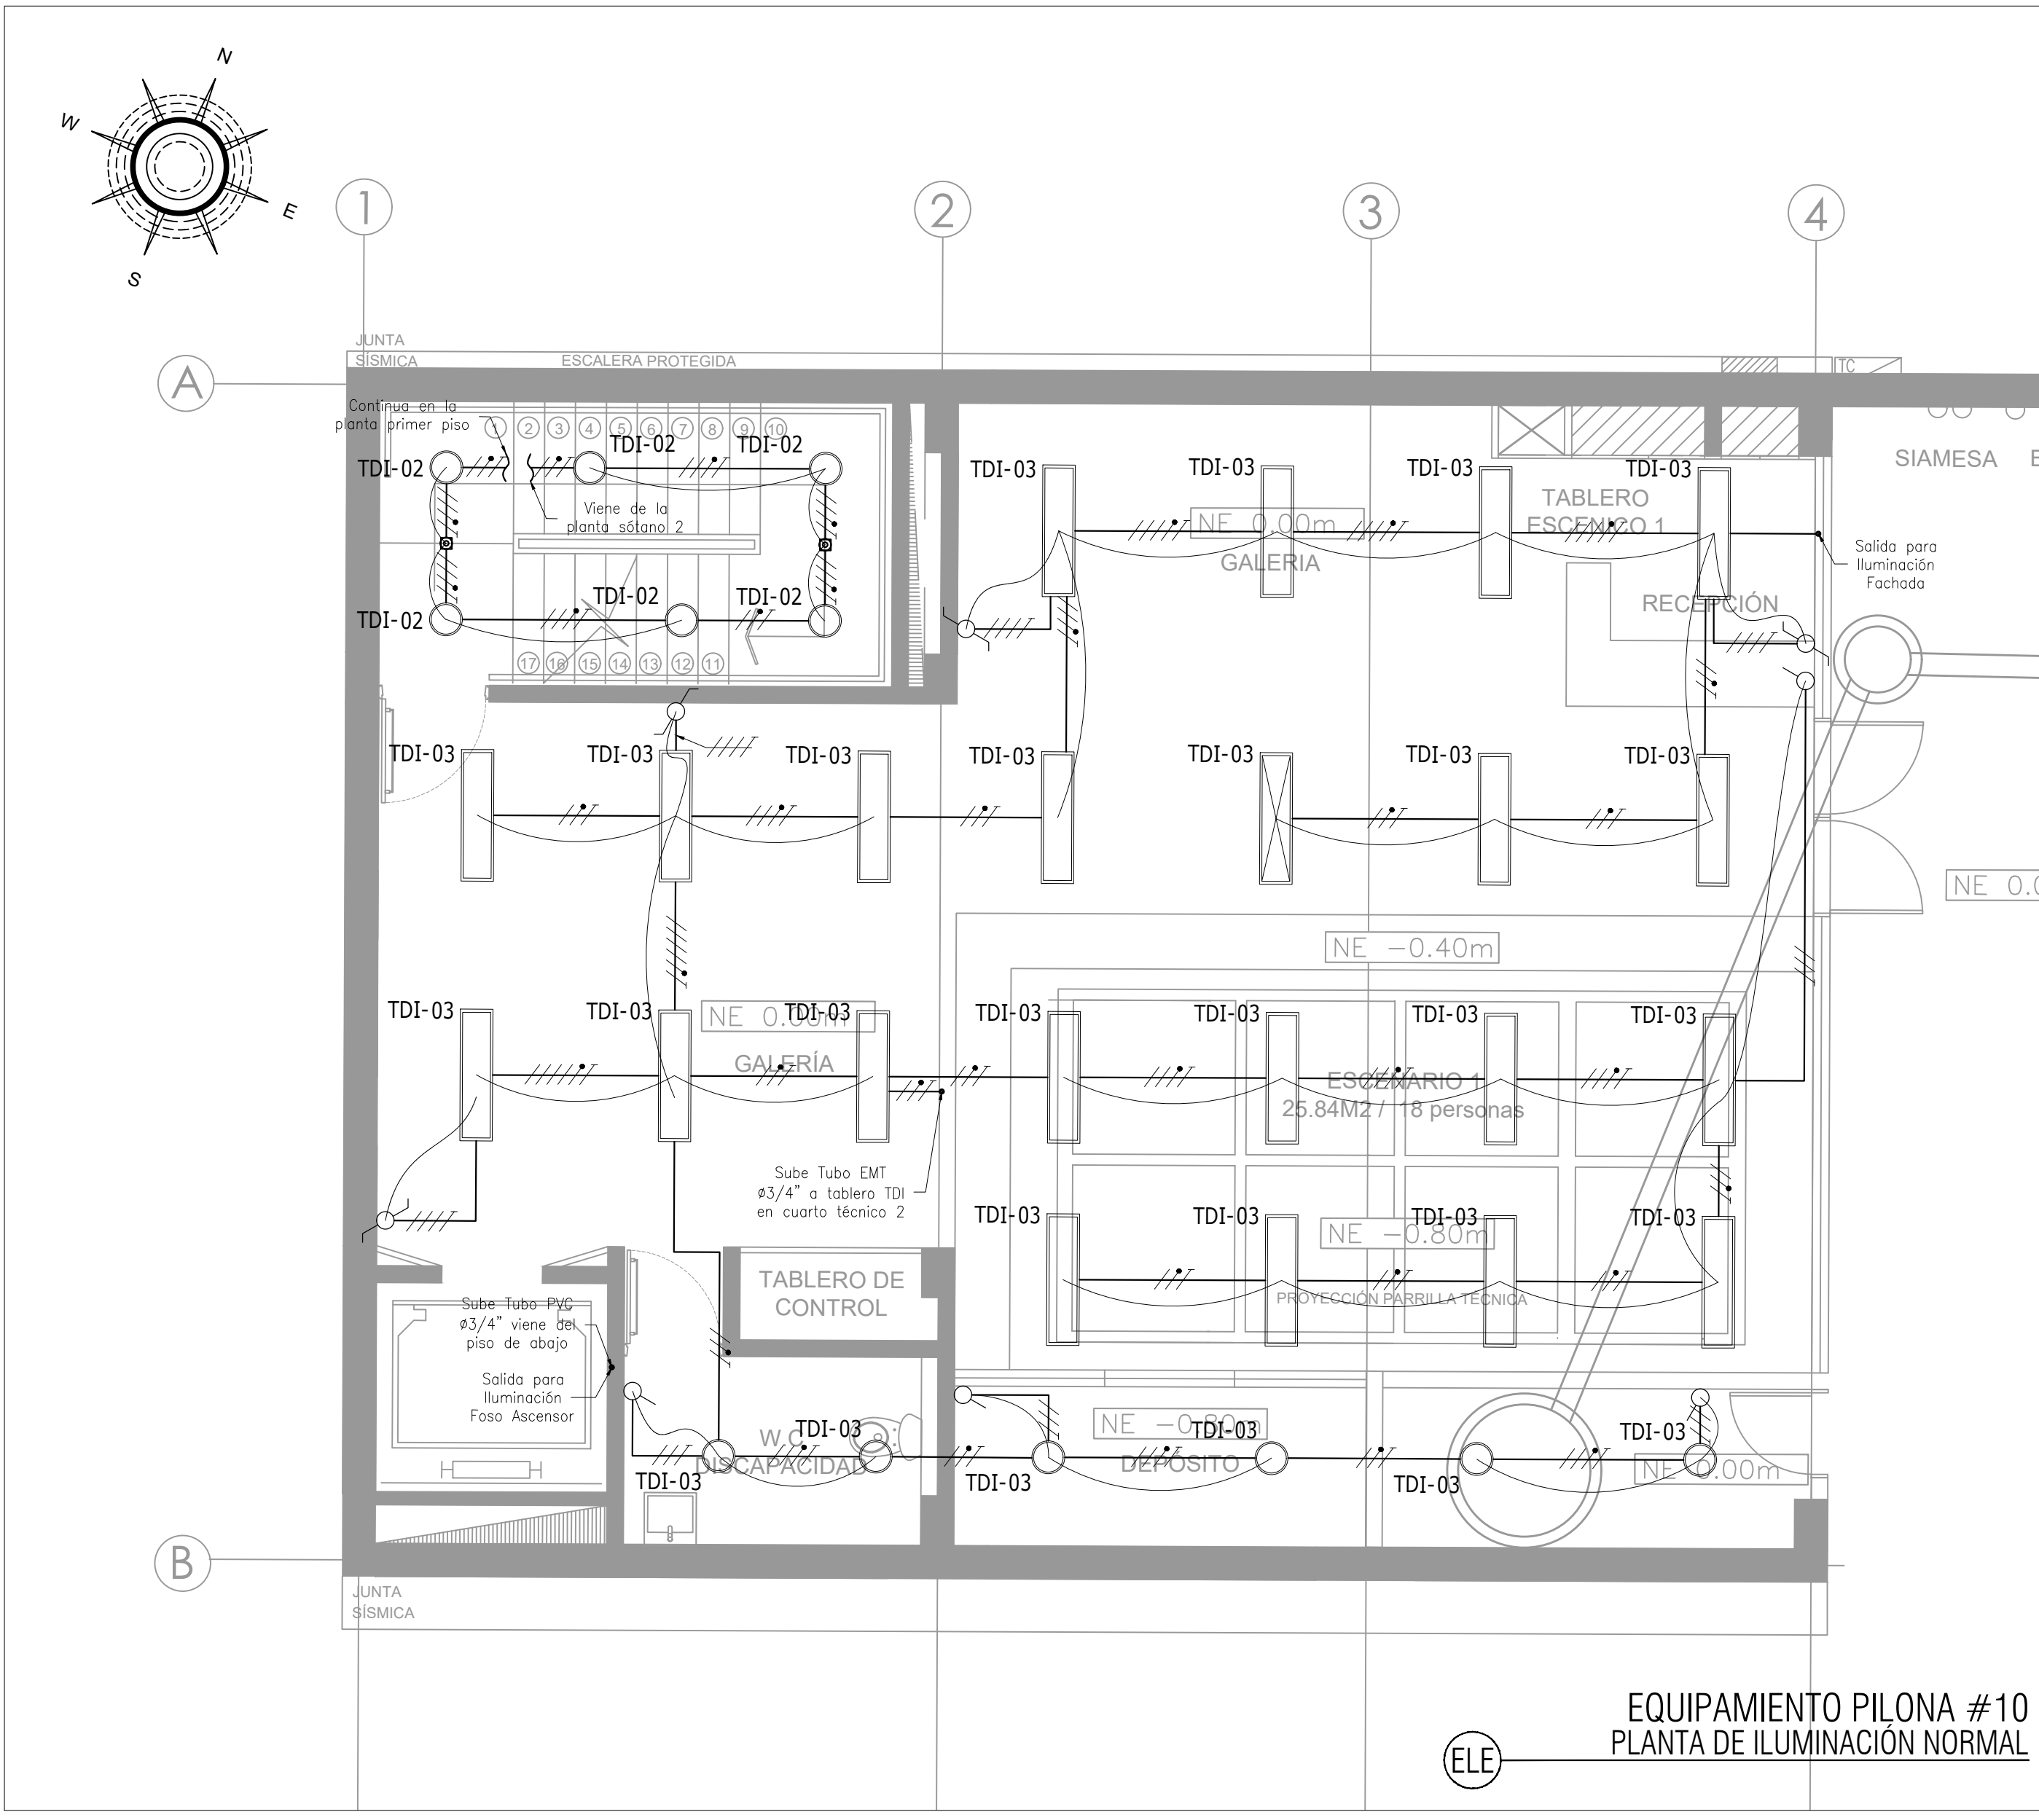 N
W
E
S
1
2
3
4
A
B
JUNTA
SÍSMICA
ESCALERA PROTEGIDA
TC
Continua en la
planta primer piso
1 2 3 4 5 6 7 8 9 10
TDI-02 TDI-02
TDI-02
Viene de la
planta sótano 2
TDI-02 TDI-02
TDI-02
17 16 15 14 13 12 11
SIAMESA E
TDI-03 TDI-03 TDI-03 TDI-03
TABLERO
ESCENICO 1
NE 0.00m
GALERIA
Salida para
Iluminación
Fachada
RECEPCIÓN
TDI-03 TDI-03 TDI-03 TDI-03 TDI-03 TDI-03 TDI-03
NE 0.0
NE -0.40m
TDI-03 TDI-03 TDI-03 TDI-03 TDI-03 TDI-03 TDI-03
NE 0.00m
GALERÍA
ESCENARIO 1
25.84M2 / 18 personas
Sube Tubo EMT
ø3/4" a tablero TDI
en cuarto técnico 2
TDI-03 TDI-03 TDI-03 TDI-03
NE -0.80m
PROYECCIÓN PARRILLA TÉCNICA
TABLERO DE
CONTROL
Sube Tubo PVC
ø3/4" viene del
piso de abajo
Salida para
Iluminación
Foso Ascensor
W.C
DISCAPACIDAD
TDI-03
TDI-03
NE -0.80m
TDI-03
DEPÓSITO
TDI-03
TDI-03
TDI-03
NE 0.00m
JUNTA
SÍSMICA
EQUIPAMIENTO PILONA #10
PLANTA DE ILUMINACIÓN NORMAL
ELE